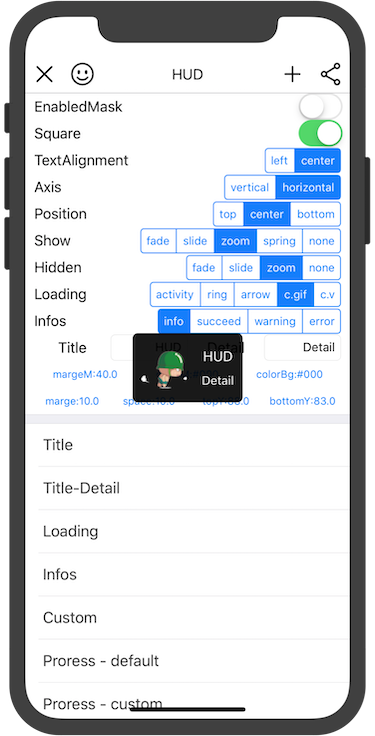 HUD
EnabledMask
Square
TextAlignment left center
Axis vertical horizontal
Position top center bottom
Show fade slide zoom spring none
Hidden fade slide zoom none
Loading activity ring arrow c.gif c.v
Infos info succeed warning error
Title HUD Detail Detail
HUD
Detail
margeM:40.0 colorBg:#000
marge:10.0 space:10.0 bottomY:83.0
Title
Title-Detail
Loading
Infos
Custom
Proress - default
Proress - custom